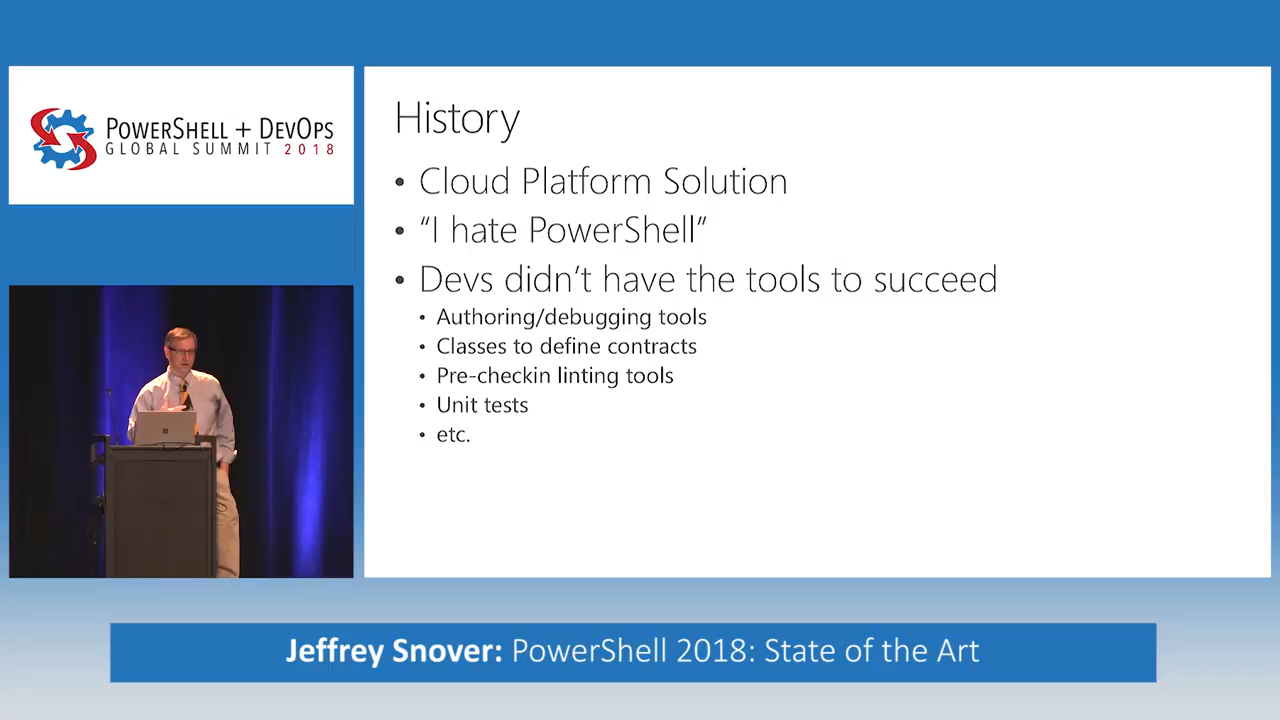 POWERSHELL + DEVOPS
GLOBAL SUMMIT 2018
History
• Cloud Platform Solution
• “I hate PowerShell”
• Devs didn’t have the tools to succeed
• Authoring/debugging tools
• Classes to define contracts
• Pre-checkin linting tools
• Unit tests
• etc.
Jeffrey Snover: PowerShell 2018: State of the Art